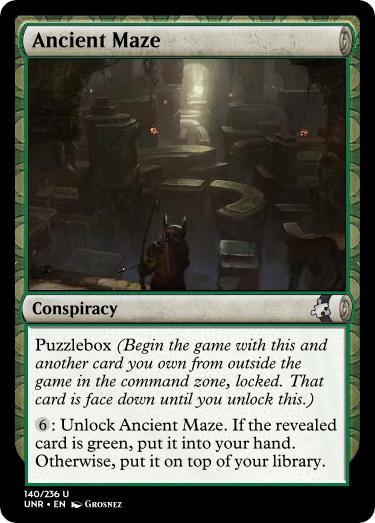 Ancient Maze
Conspiracy
Puzzlebox (Begin the game with this and
another card you own from outside the
game in the command zone, locked. That
card is face down until you unlock this.)
6: Unlock Ancient Maze. If the revealed
card is green, put it into your hand.
Otherwise, put it on top of your library.
140/236 U
UNR • EN Grosnez